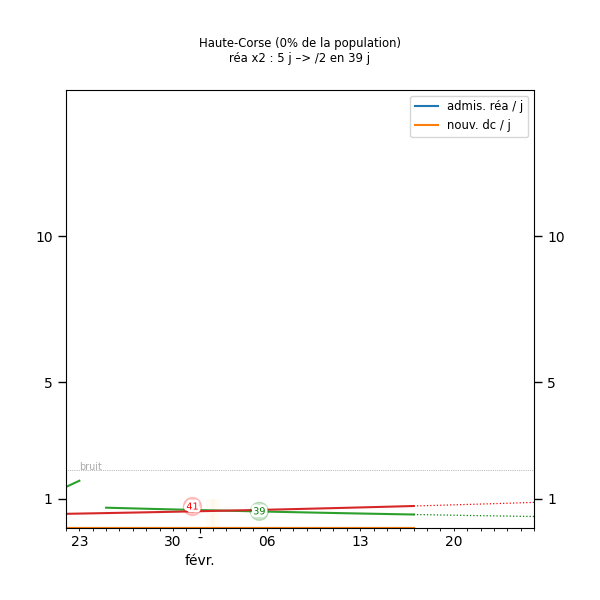 Haute-Corse (0% de la population)
réa x2 : 5 j –> /2 en 39 j
admis. réa / j
nouv. dc / j
10
10
5
5
bruit
1
41
39
1
23
30
-
06
13
20
févr.